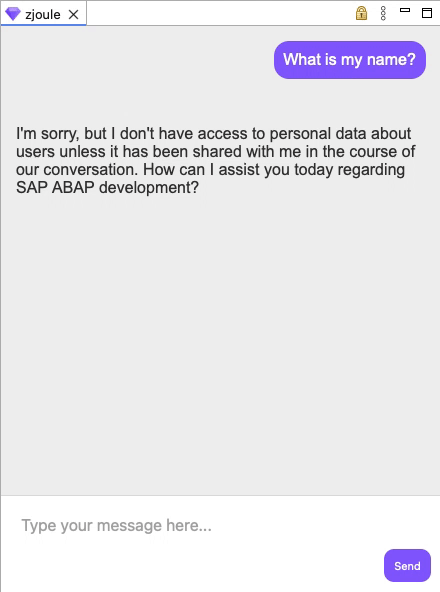 zjoule
What is my name?
I'm sorry, but I don't have access to personal data about
users unless it has been shared with me in the course of
our conversation. How can I assist you today regarding
SAP ABAP development?
Type your message here...
Send